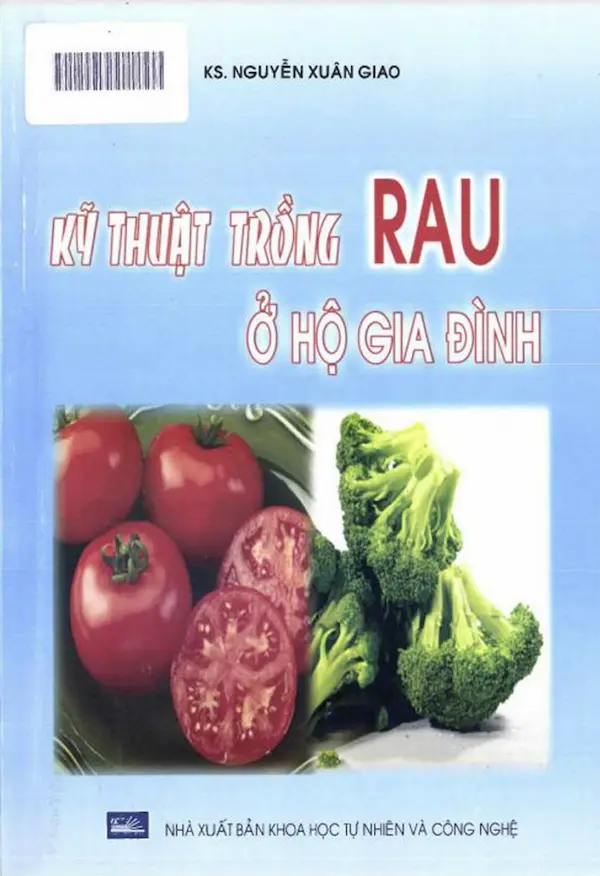 KS. NGUYỄN XUÂN GIAO
KỸ THUẬT TRỒNG RAU
Ở HỘ GIA ĐÌNH
NHÀ XUẤT BẢN KHOA HỌC TỰ NHIÊN VÀ CÔNG NGHỆ